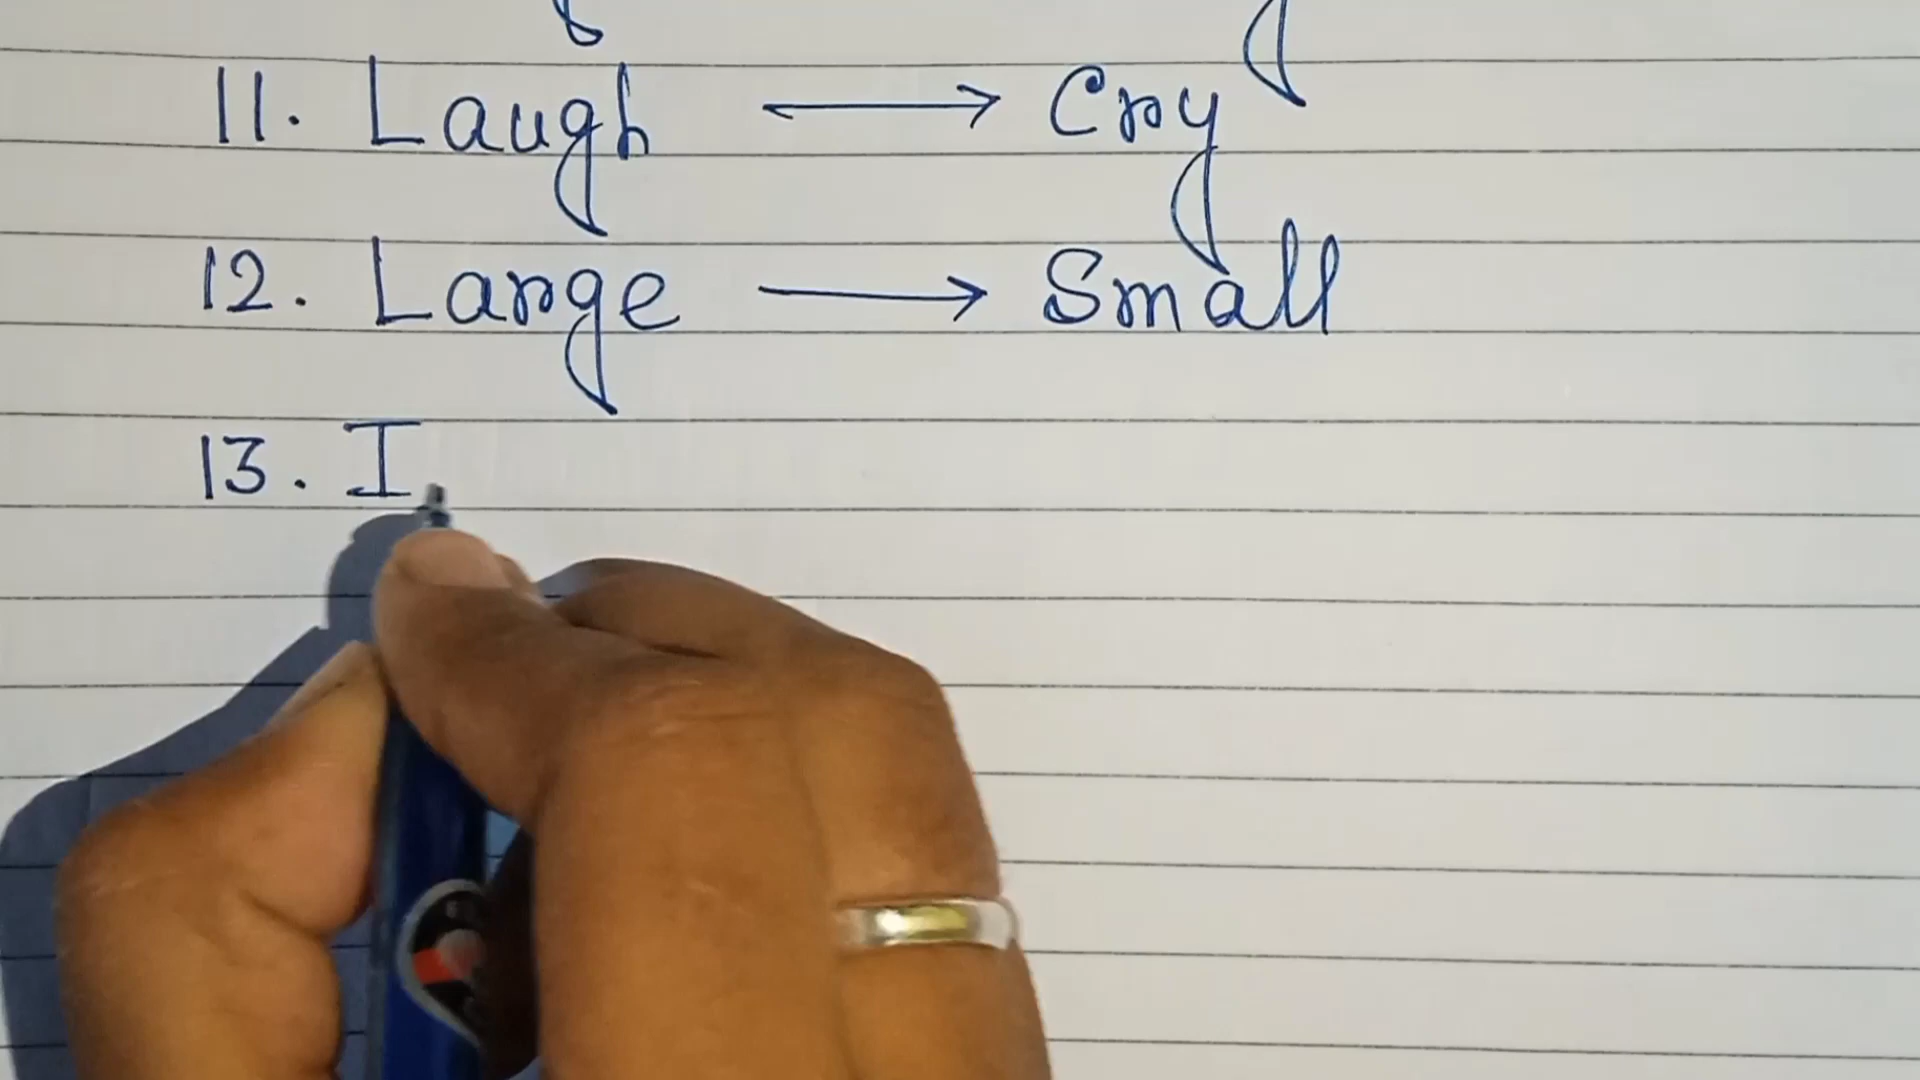 11. Laugh ⟷ Cry
12. Large ⟶ Small
13. I